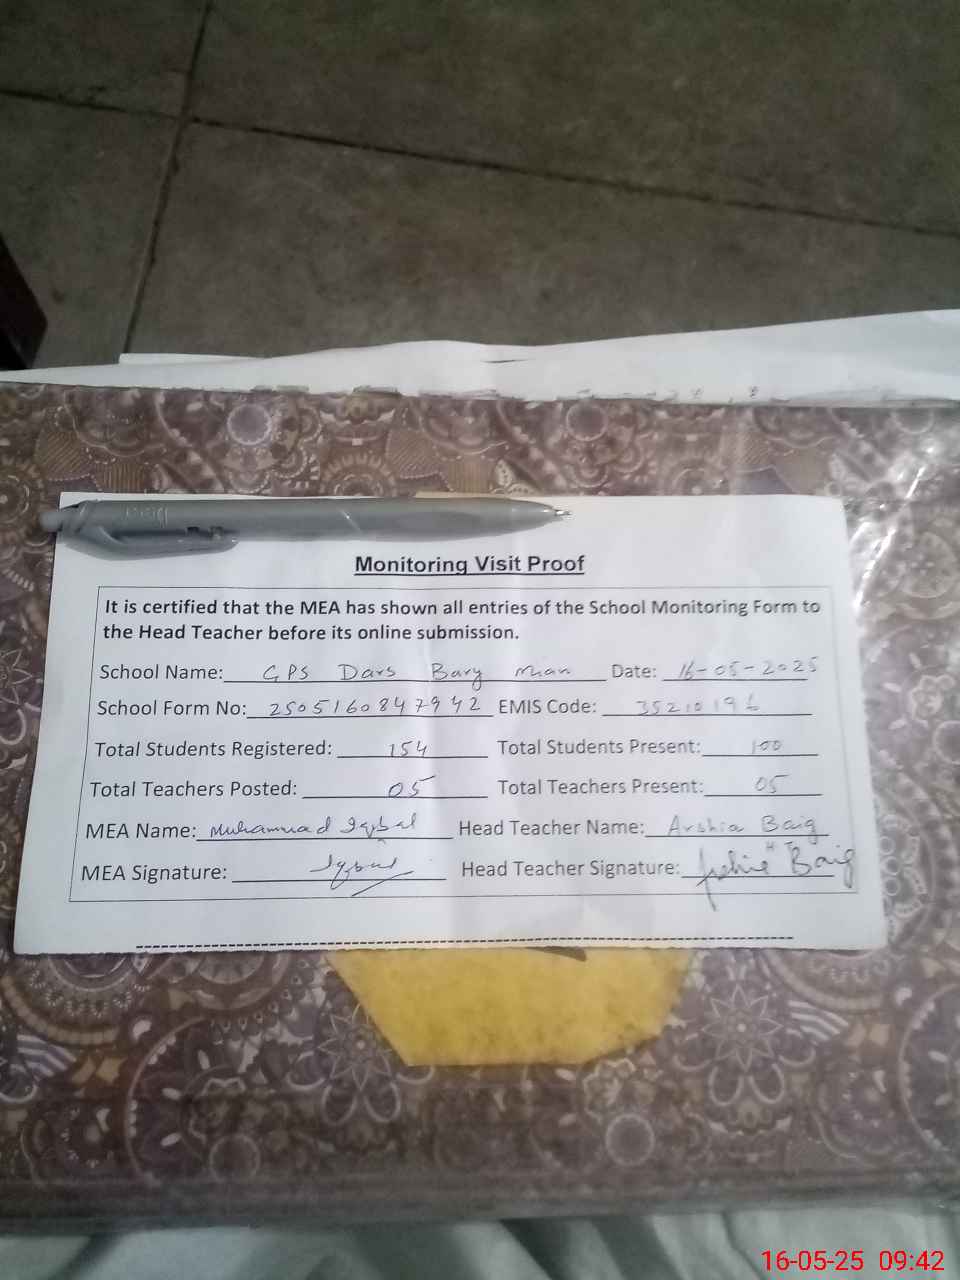 Monitoring Visit Proof
It is certified that the MEA has shown all entries of the School Monitoring Form to
the Head Teacher before its online submission.
School Name: GPS Dars Bary mian Date: 16-05-2025
School Form No: 2505160847942 EMIS Code: 35210196
Total Students Registered: 154 Total Students Present: 100
Total Teachers Posted: 05 Total Teachers Present: 05
MEA Name: Muhammad Iqbal Head Teacher Name: Arshia Baig
MEA Signature: Iqbal Head Teacher Signature: Baig
16-05-25 09:42